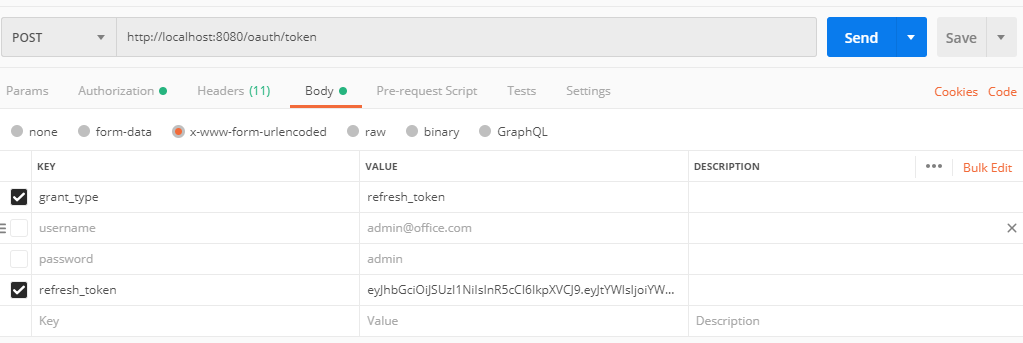 POST http://localhost:8080/oauth/token Send Save
Params Authorization Headers (11) Body Pre-request Script Tests Settings Cookies Code
none form-data x-www-form-urlencoded raw binary GraphQL
KEY VALUE DESCRIPTION ••• Bulk Edit
grant_type refresh_token
username admin@office.com
password admin
refresh_token eyJhbGciOiJSUzI1NiIsInR5cCI6IkpXVCJ9.eyJtYWlsIjoiYW...
Key Value Description